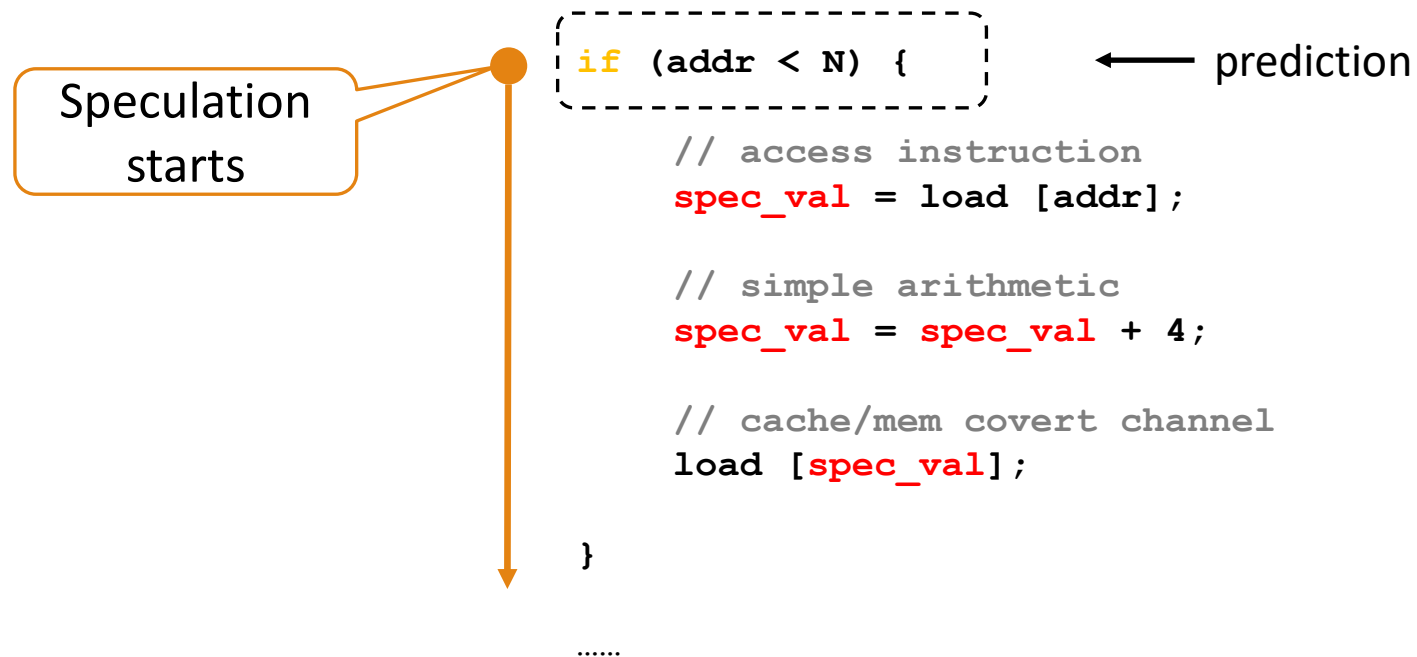 Speculation
starts
if (addr < N) {
prediction
// access instruction
spec_val = load [addr];
// simple arithmetic
spec_val = spec_val + 4;
// cache/mem covert channel
load [spec_val];
}
……